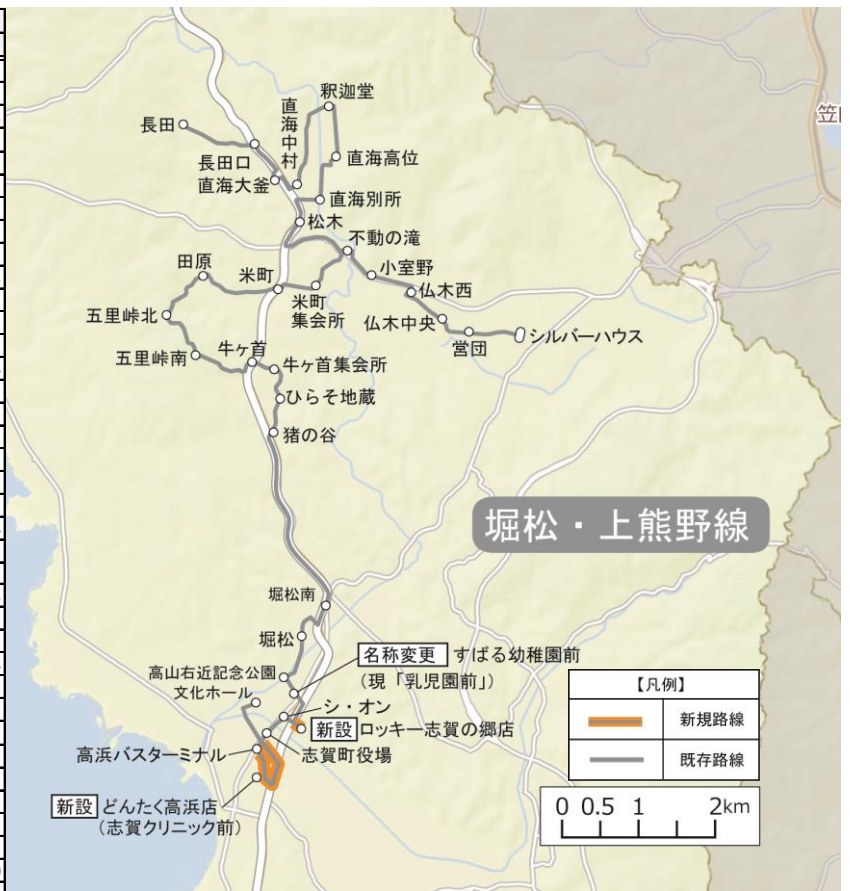 釈迦堂
直海中村
長田
長田口
直海高位
直海大釜
直海別所
松木
不動の滝
田原
米町
小室野
米町
集会所
仏木西
五里峠北
仏木中央
シルバーハウス
営団
五里峠南
牛ヶ首
牛ヶ首集会所
ひらそ地蔵
猪の谷
堀松・上熊野線
堀松南
堀松
名称変更 すばる幼稚園前
(現「乳児園前」)
高山右近記念公園
文化ホール
シ・オン
新設 ロッキー志賀の郷店
高浜バスターミナル
志賀町役場
新設 どんたく高浜店
(志賀クリニック前)
【凡例】
新規路線
既存路線
0 0.5 1 2km